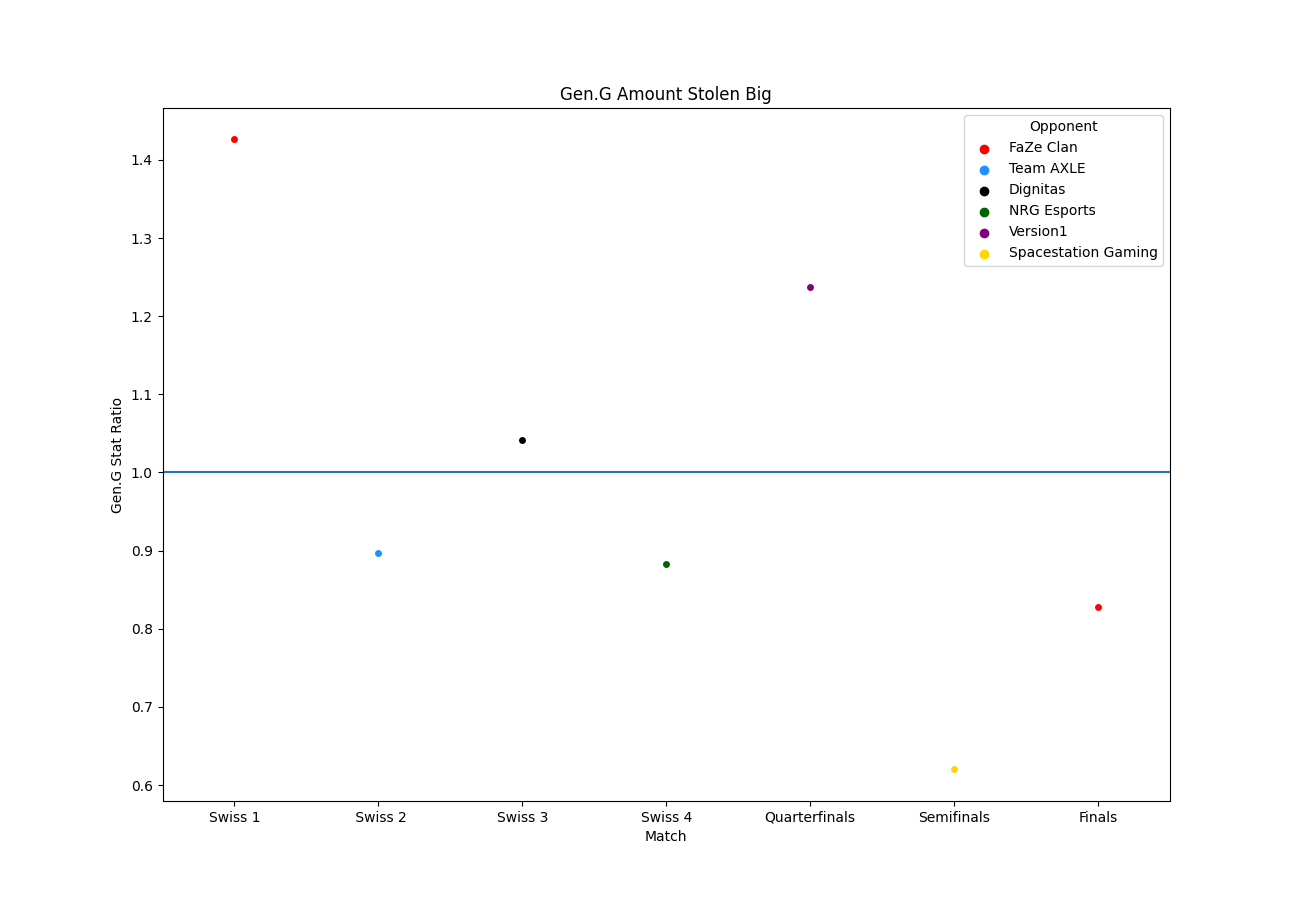 Gen.G Amount Stolen Big
Opponent
FaZe Clan
Team AXLE
Dignitas
NRG Esports
Version1
Spacestation Gaming
Gen.G Stat Ratio
1.4
1.3
1.2
1.1
1.0
0.9
0.8
0.7
0.6
Swiss 1 Swiss 2 Swiss 3 Swiss 4 Quarterfinals Semifinals Finals
Match